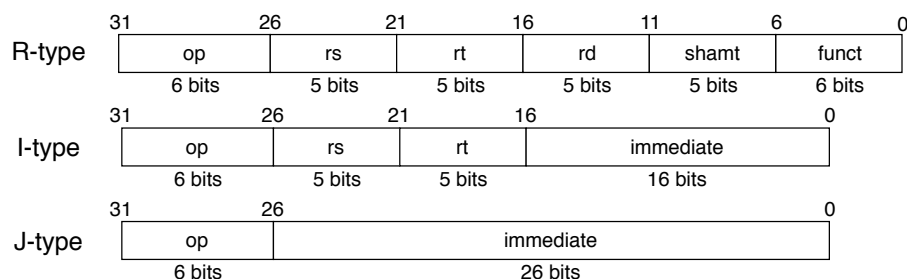 31 26 21 16 11 6 0
R-type op rs rt rd shamt funct
6 bits 5 bits 5 bits 5 bits 5 bits 6 bits
31 26 21 16 0
I-type op rs rt immediate
6 bits 5 bits 5 bits 16 bits
31 26 0
J-type op immediate
6 bits 26 bits